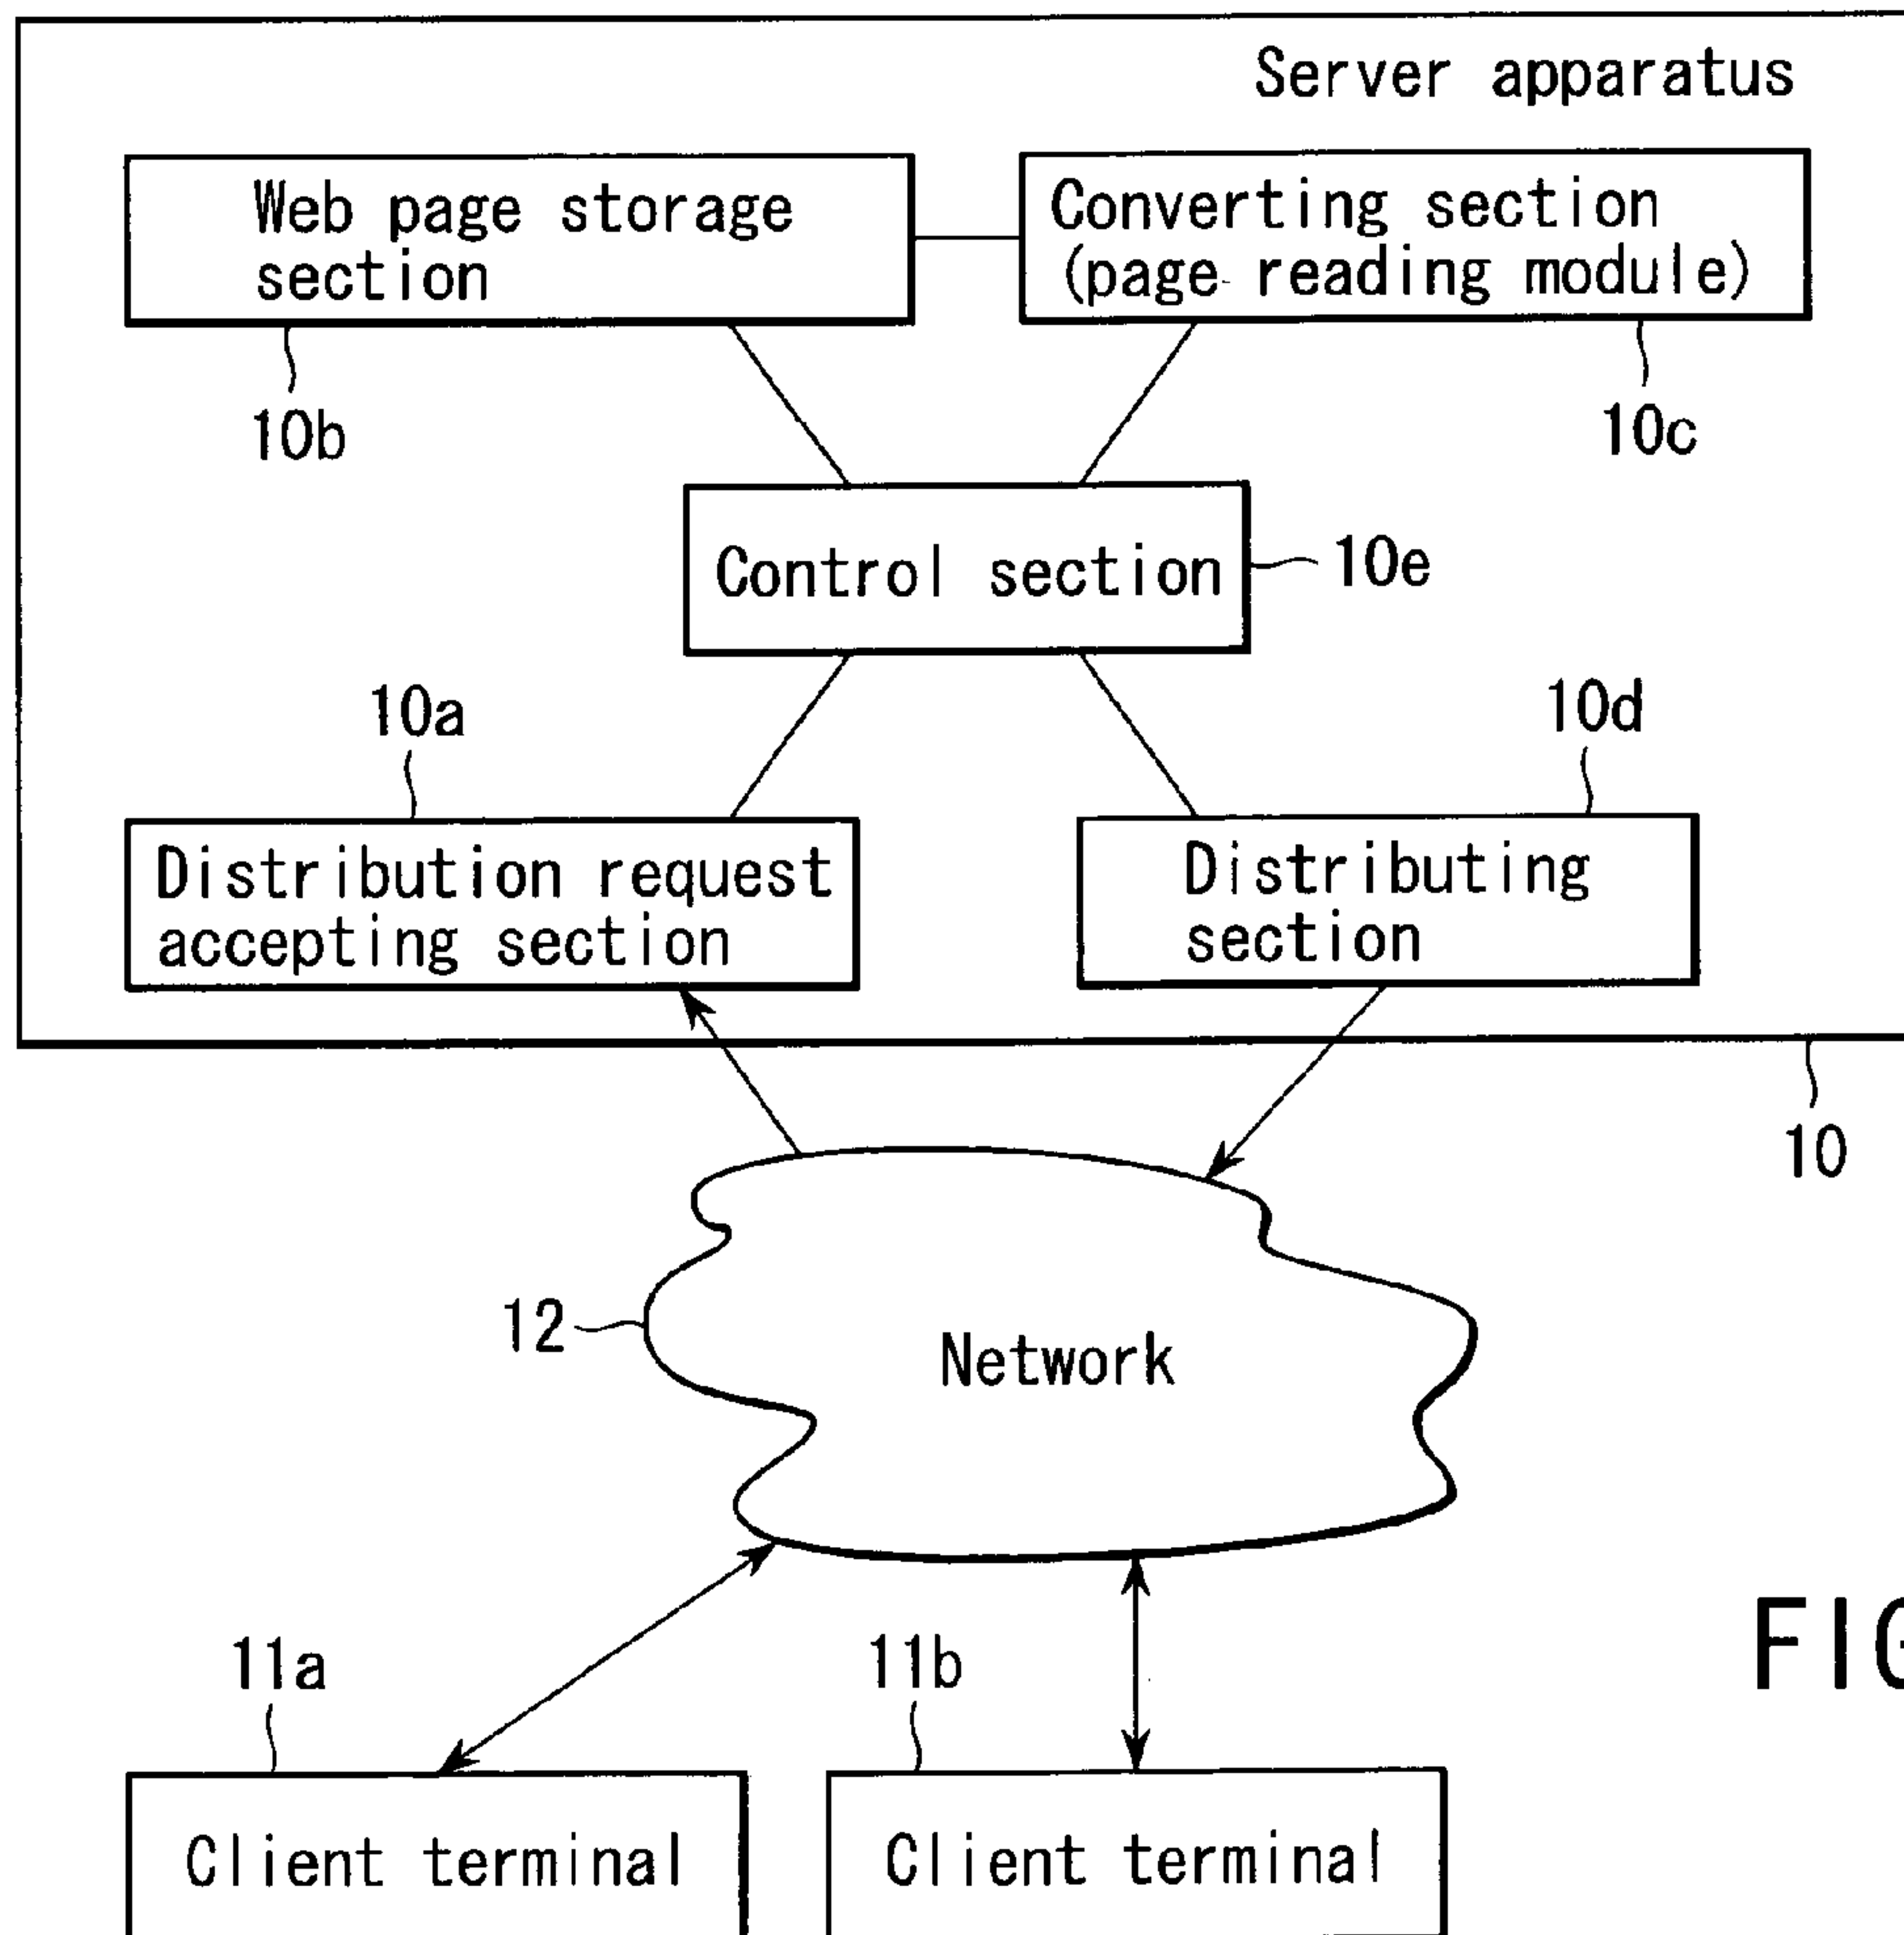 Server apparatus
Web page storage
section
Converting section
(page reading module)
10b
10c
Control section
10e
10a
10d
Distribution request
accepting section
Distributing
section
10
12
Network
11a
11b
Client terminal
Client terminal